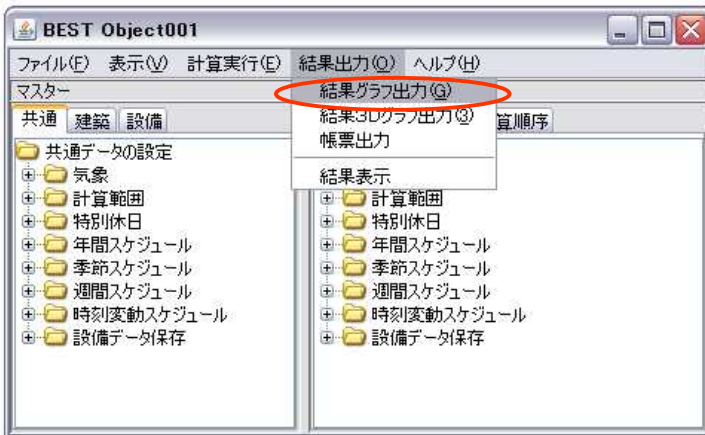 BEST Object001
ファイル(F) 表示(V) 計算実行(E) 結果出力(O) ヘルプ(H)
マスター
結果グラフ出力(G)
結果3Dグラフ出力(3)
帳票出力
結果表示
共通 建築 設備
算順序
共通データの設定
気象
計算範囲
特別休日
年間スケジュール
季節スケジュール
週間スケジュール
時刻変動スケジュール
設備データ保存
計算範囲
特別休日
年間スケジュール
季節スケジュール
週間スケジュール
時刻変動スケジュール
設備データ保存